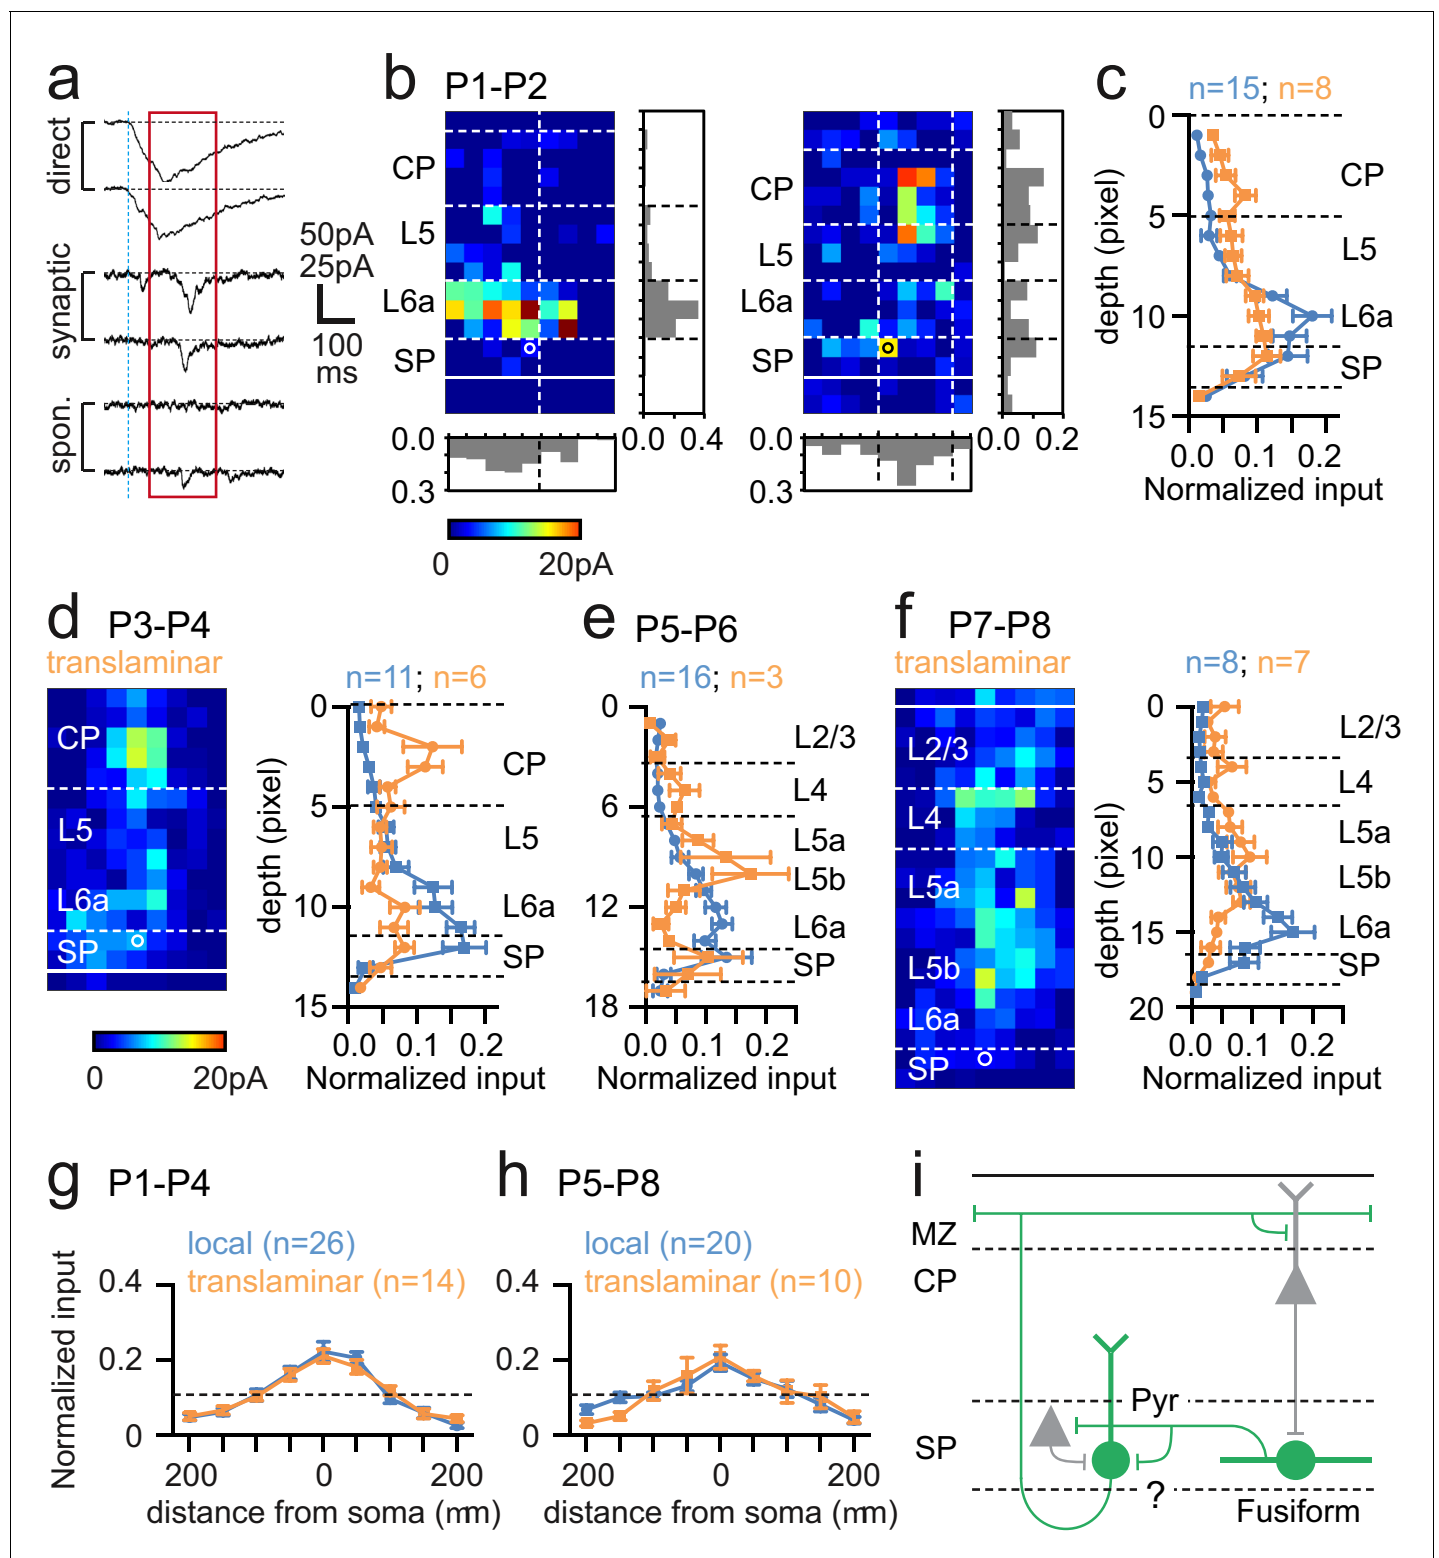 a
direct
synaptic
spon.
50pA
25pA
100
ms
b P1-P2
CP
L5
L6a
SP
0.0
0.3
0.0 0.4
0 20pA
CP
L5
L6a
SP
0.0
0.3
0.0 0.2
c
n=15; n=8
0
5
10
15
depth (pixel)
CP
L5
L6a
SP
0.0 0.1 0.2
Normalized input
d P3-P4
translaminar
CP
L5
L6a
SP
0 20pA
n=11; n=6
0
5
10
15
depth (pixel)
CP
L5
L6a
SP
0.0 0.1 0.2
Normalized input
e P5-P6
n=16; n=3
0
6
12
18
L2/3
L4
L5a
L5b
L6a
SP
0.0 0.1 0.2
Normalized input
f P7-P8
translaminar
L2/3
L4
L5a
L5b
L6a
SP
n=8; n=7
0
5
10
15
20
depth (pixel)
L2/3
L4
L5a
L5b
L6a
SP
0.0 0.1 0.2
Normalized input
g P1-P4
local (n=26)
translaminar (n=14)
Normalized input
0.4
0.2
0
200 0 200
distance from soma (mm)
h P5-P8
local (n=20)
translaminar (n=10)
0.4
0.2
0
200 0 200
distance from soma (mm)
i
MZ
CP
Pyr
SP
?
Fusiform